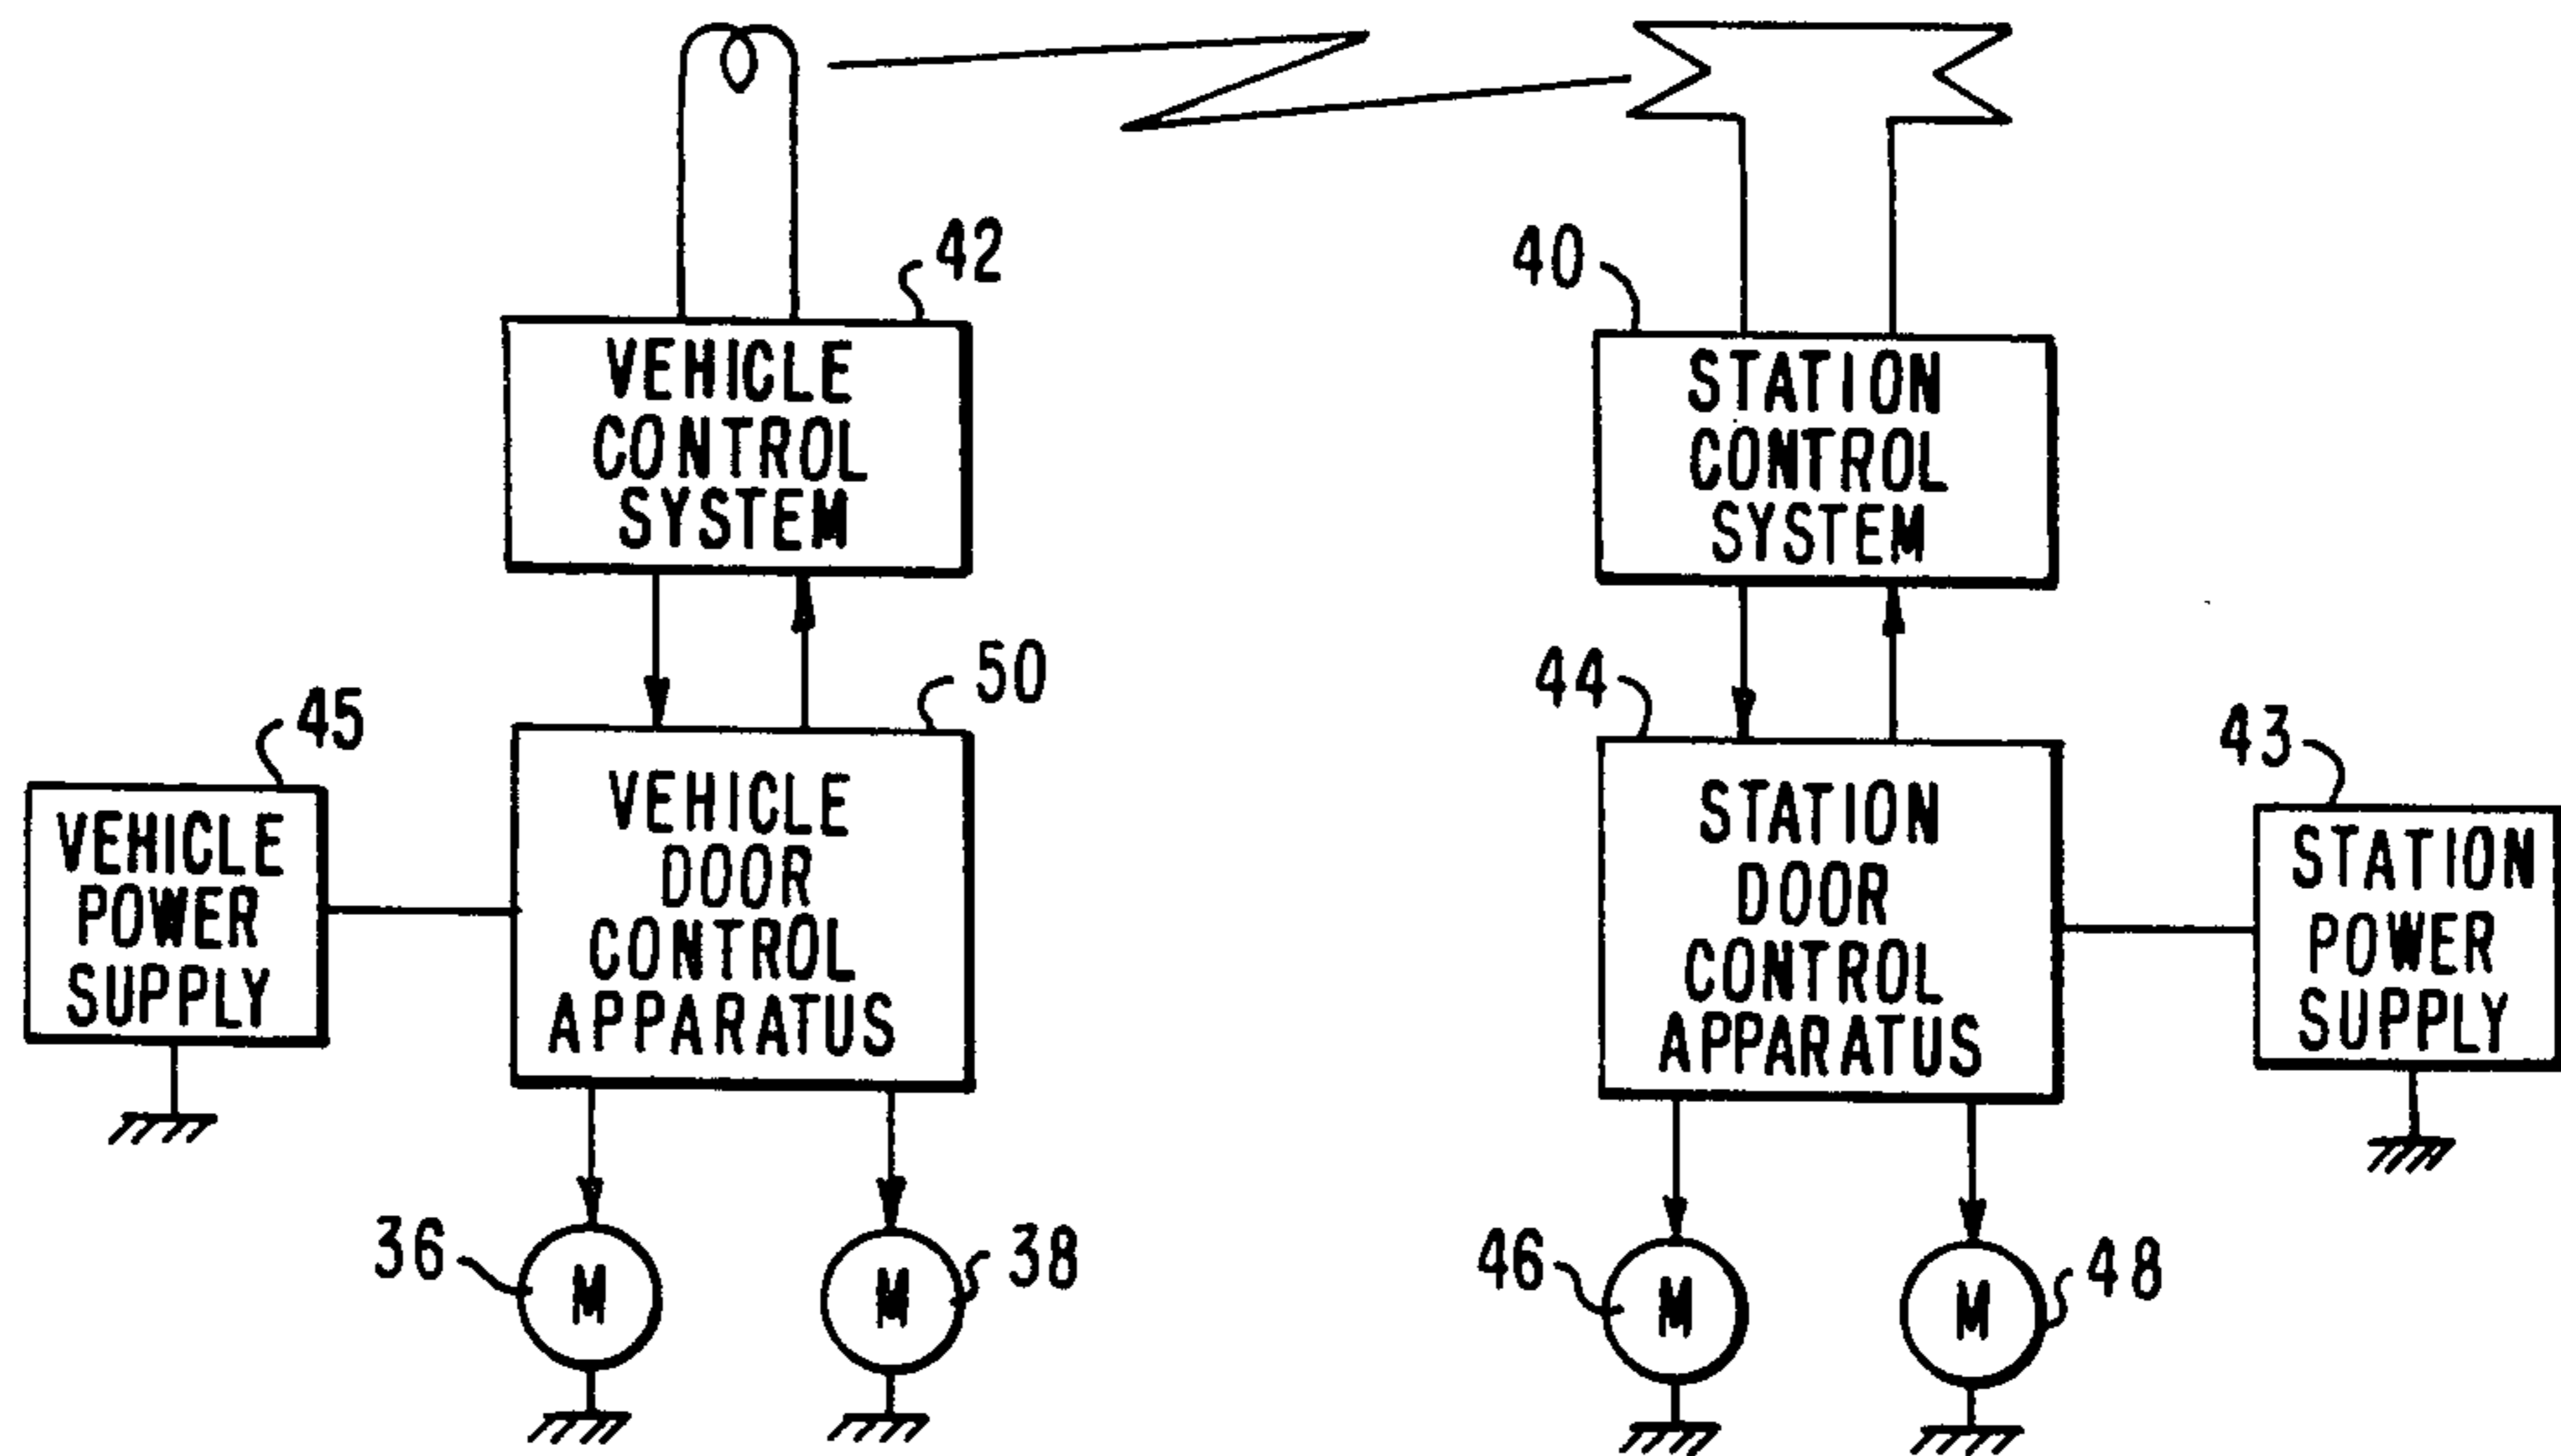 42
VEHICLE
CONTROL
SYSTEM
40
STATION
CONTROL
SYSTEM
50
VEHICLE
DOOR
CONTROL
APPARATUS
45
VEHICLE
POWER
SUPPLY
44
STATION
DOOR
CONTROL
APPARATUS
43
STATION
POWER
SUPPLY
36
M
M
38
46
M
M
48